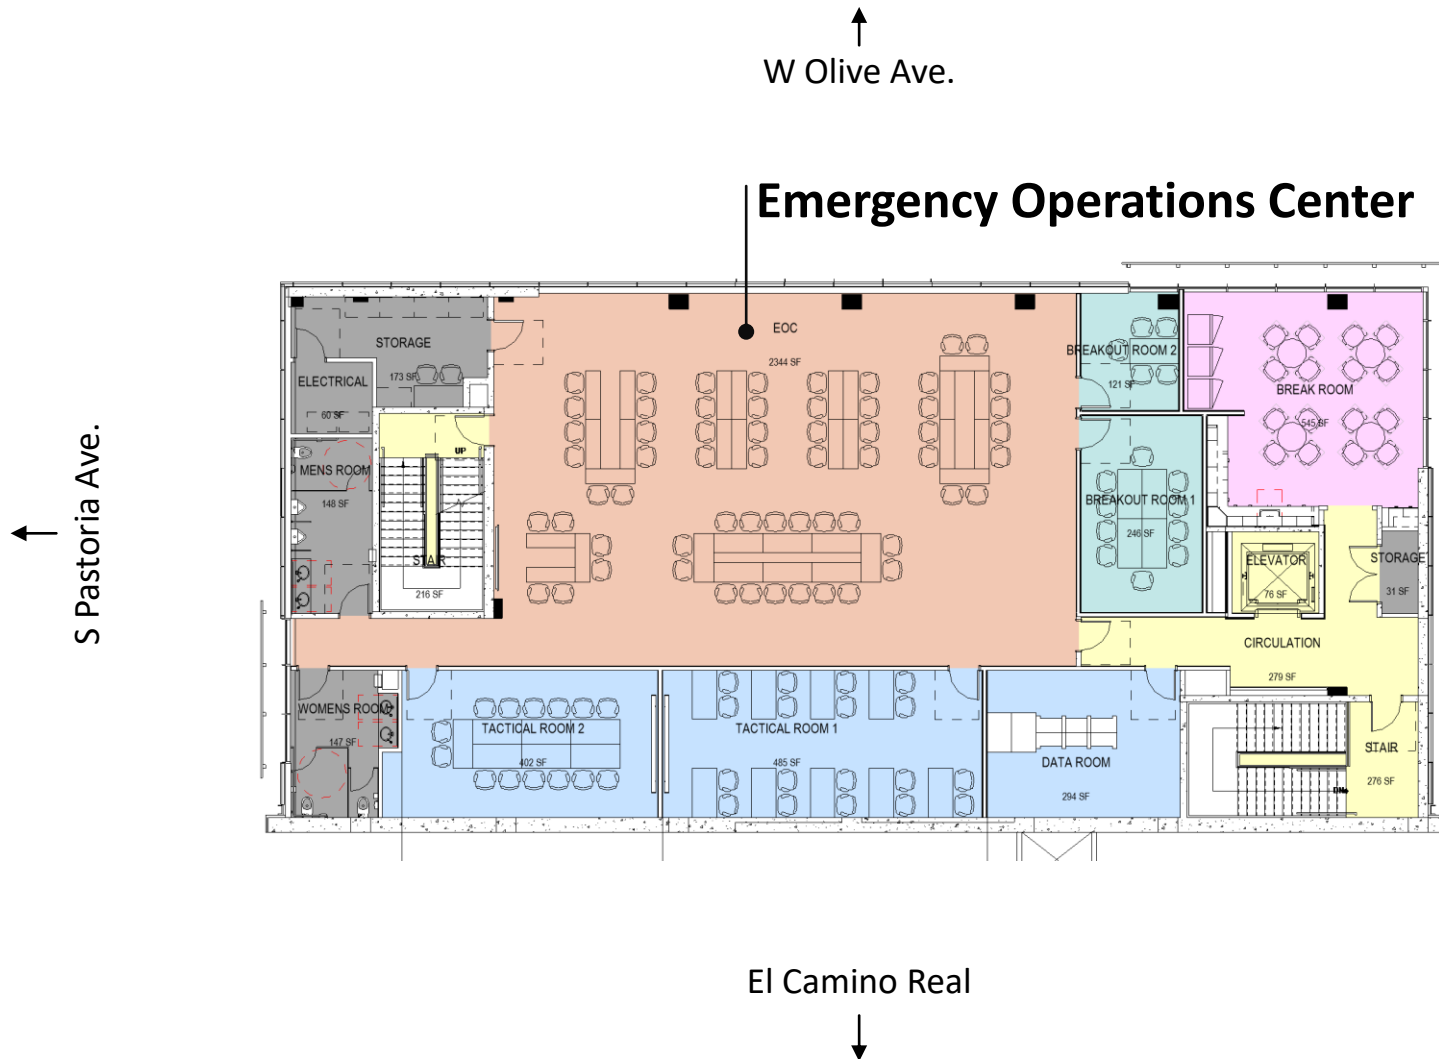 W Olive Ave.
Emergency Operations Center
EOC
2344 SF
STORAGE
173 SF
ELECTRICAL
60 SF
MENS ROOM
148 SF
UP
STAIR
216 SF
BREAKOUT ROOM 2
121 SF
BREAK ROOM
545 SF
BREAKOUT ROOM 1
246 SF
ELEVATOR
76 SF
STORAGE
31 SF
CIRCULATION
279 SF
S Pastoria Ave.
WOMENS ROOM
147 SF
TACTICAL ROOM 2
402 SF
TACTICAL ROOM 1
485 SF
DATA ROOM
294 SF
STAIR
276 SF
DN
El Camino Real